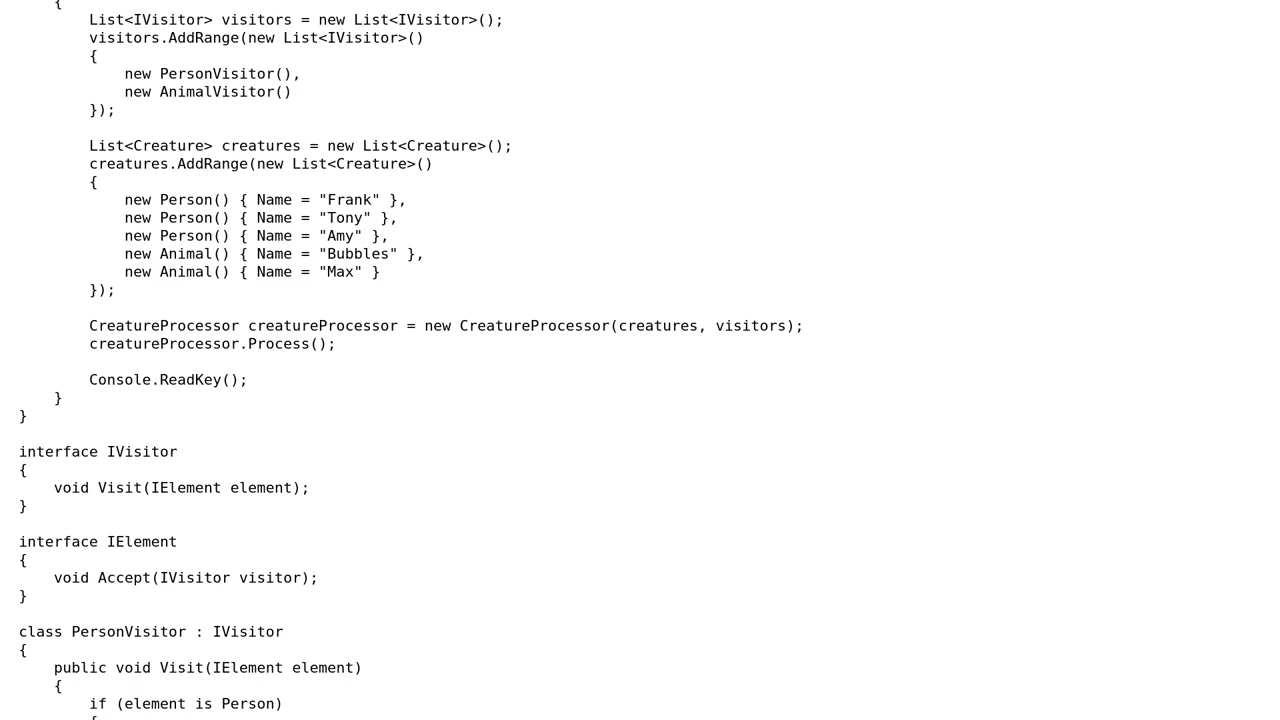 {
        List<IVisitor> visitors = new List<IVisitor>();
        visitors.AddRange(new List<IVisitor>()
        {
            new PersonVisitor(),
            new AnimalVisitor()
        });

        List<Creature> creatures = new List<Creature>();
        creatures.AddRange(new List<Creature>()
        {
            new Person() { Name = "Frank" },
            new Person() { Name = "Tony" },
            new Person() { Name = "Amy" },
            new Animal() { Name = "Bubbles" },
            new Animal() { Name = "Max" }
        });

        CreatureProcessor creatureProcessor = new CreatureProcessor(creatures, visitors);
        creatureProcessor.Process();

        Console.ReadKey();
    }
}

interface IVisitor
{
    void Visit(IElement element);
}

interface IElement
{
    void Accept(IVisitor visitor);
}

class PersonVisitor : IVisitor
{
    public void Visit(IElement element)
    {
        if (element is Person)
        {